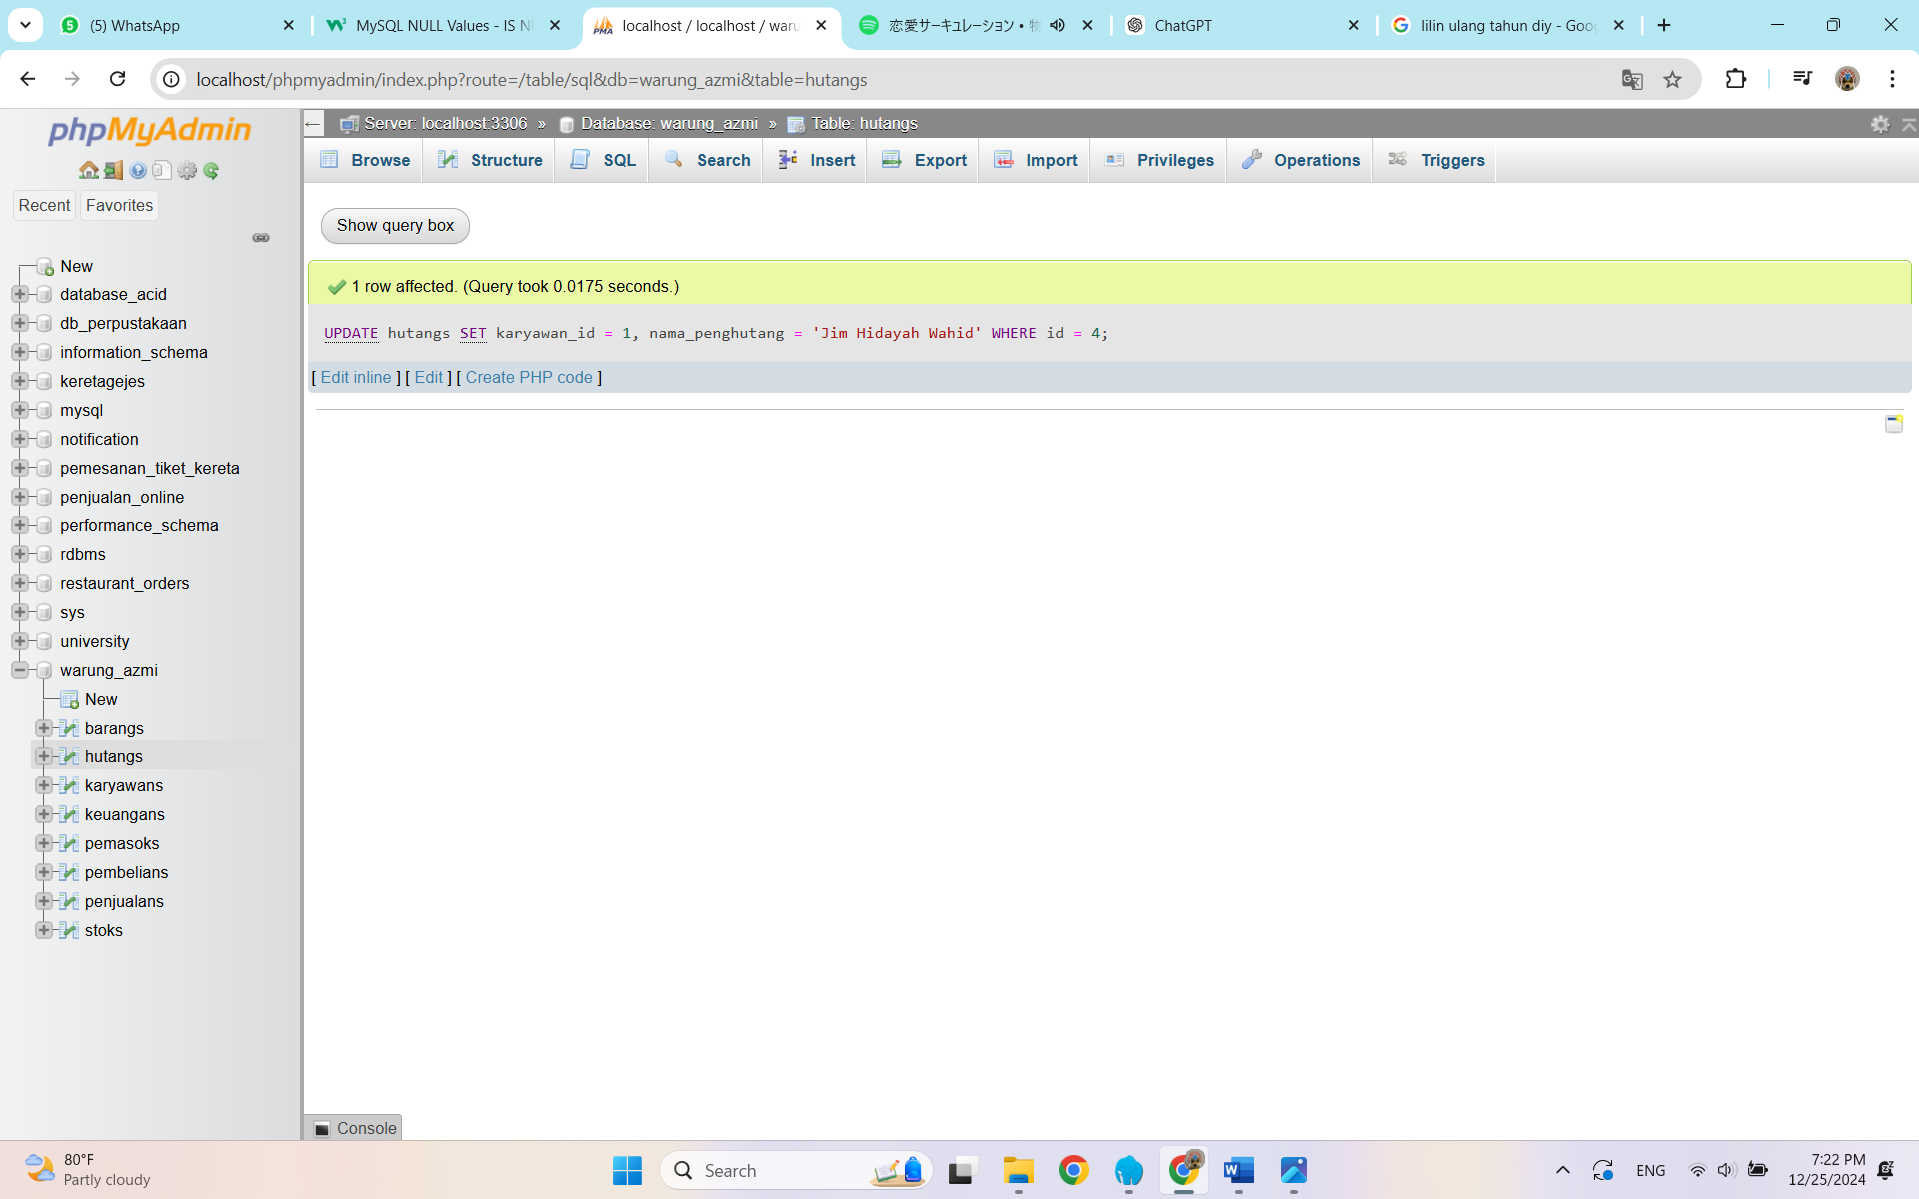 (5) WhatsApp
MySQL NULL Values - IS N
localhost / localhost / waru
恋愛サーキュレーション •
ChatGPT
lilin ulang tahun diy - Goo
localhost/phpmyadmin/index.php?route=/table/sql&db=warung_azmi&table=hutangs
phpMyAdmin
Recent
Favorites
New
database_acid
db_perpustakaan
information_schema
keretagejes
mysql
notification
pemesanan_tiket_kereta
penjualan_online
performance_schema
rdbms
restaurant_orders
sys
university
warung_azmi
New
barangs
hutangs
karyawans
keuangans
pemasoks
pembelians
penjualans
stoks
Server: localhost:3306 » Database: warung_azmi » Table: hutangs
Browse Structure SQL Search Insert Export Import Privileges Operations Triggers
Show query box
1 row affected. (Query took 0.0175 seconds.)
UPDATE hutangs SET karyawan_id = 1, nama_penghutang = 'Jim Hidayah Wahid' WHERE id = 4;
[ Edit inline ] [ Edit ] [ Create PHP code ]
Console
80°F
Partly cloudy
Search
ENG
7:22 PM
12/25/2024